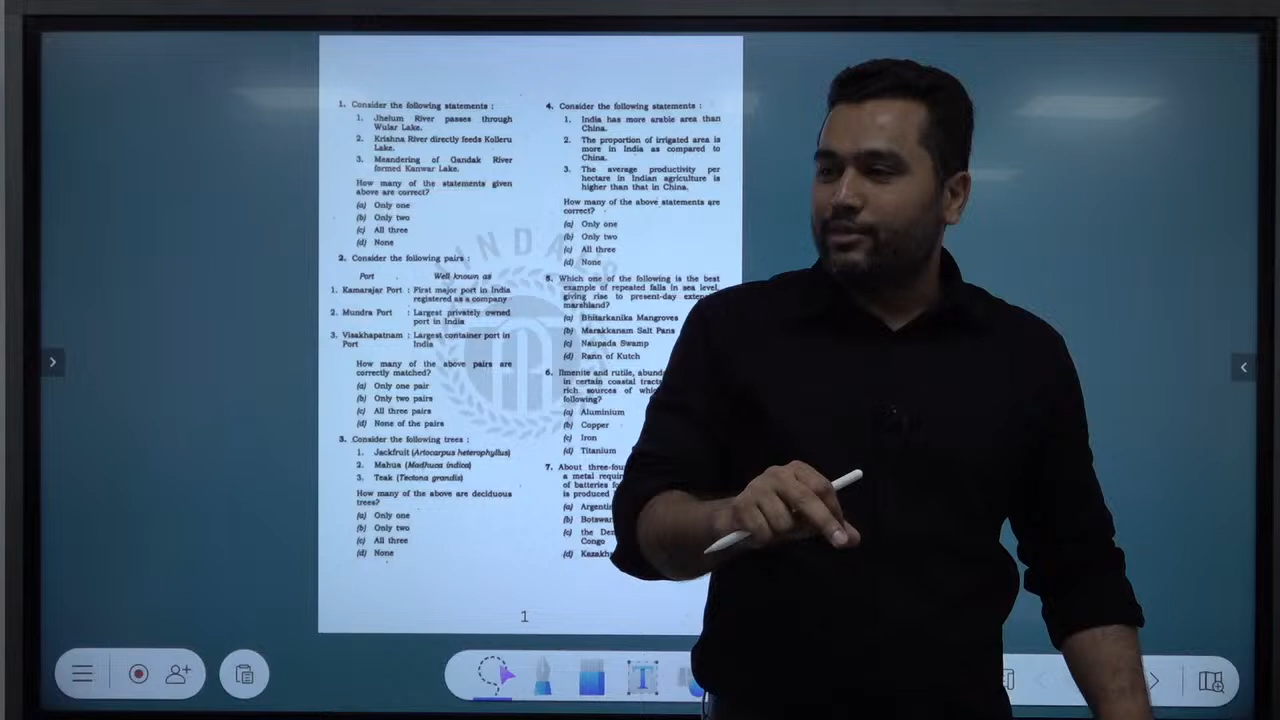 1. Consider the following statements :
1. Jhelum River passes through
Wular Lake.
2. Krishna River directly feeds Kolleru
Lake.
3. Meandering of Gandak River
formed Kanwar Lake.
How many of the statements given
above are correct?
(a) Only one
(b) Only two
(c) All three
(d) None
2. Consider the following pairs :
Port Well known as
1. Kamarajar Port : First major port in India
registered as a company
2. Mundra Port : Largest privately owned
port in India
3. Visakhapatnam : Largest container port in
Port India
How many of the above pairs are
correctly matched?
(a) Only one pair
(b) Only two pairs
(c) All three pairs
(d) None of the pairs
3. Consider the following trees :
1. Jackfruit (Artocarpus heterophyllus)
2. Mahua (Madhuca indica)
3. Teak (Tectona grandis)
How many of the above are deciduous
trees?
(a) Only one
(b) Only two
(c) All three
(d) None
4. Consider the following statements :
1. India has more arable area than
China.
2. The proportion of irrigated area is
more in India as compared to
China.
3. The average productivity per
hectare in Indian agriculture is
higher than that in China.
How many of the above statements are
correct?
(a) Only one
(b) Only two
(c) All three
(d) None
5. Which one of the following is the best
example of repeated falls in sea level,
giving rise to present-day
marshland?
(a) Bhitarkanika Mangroves
(b) Marakkanam Salt Pans
(c) Naupada Swamp
(d) Rann of Kutch
6. Ilmenite and rutile,
in certain coastal tracts
rich sources of
following?
(a) Aluminium
(b) Copper
(c) Iron
(d) Titanium
7. About
a metal
of batteries
is produced
(a)
(b)
(c) the
Congo
(d)
1
T